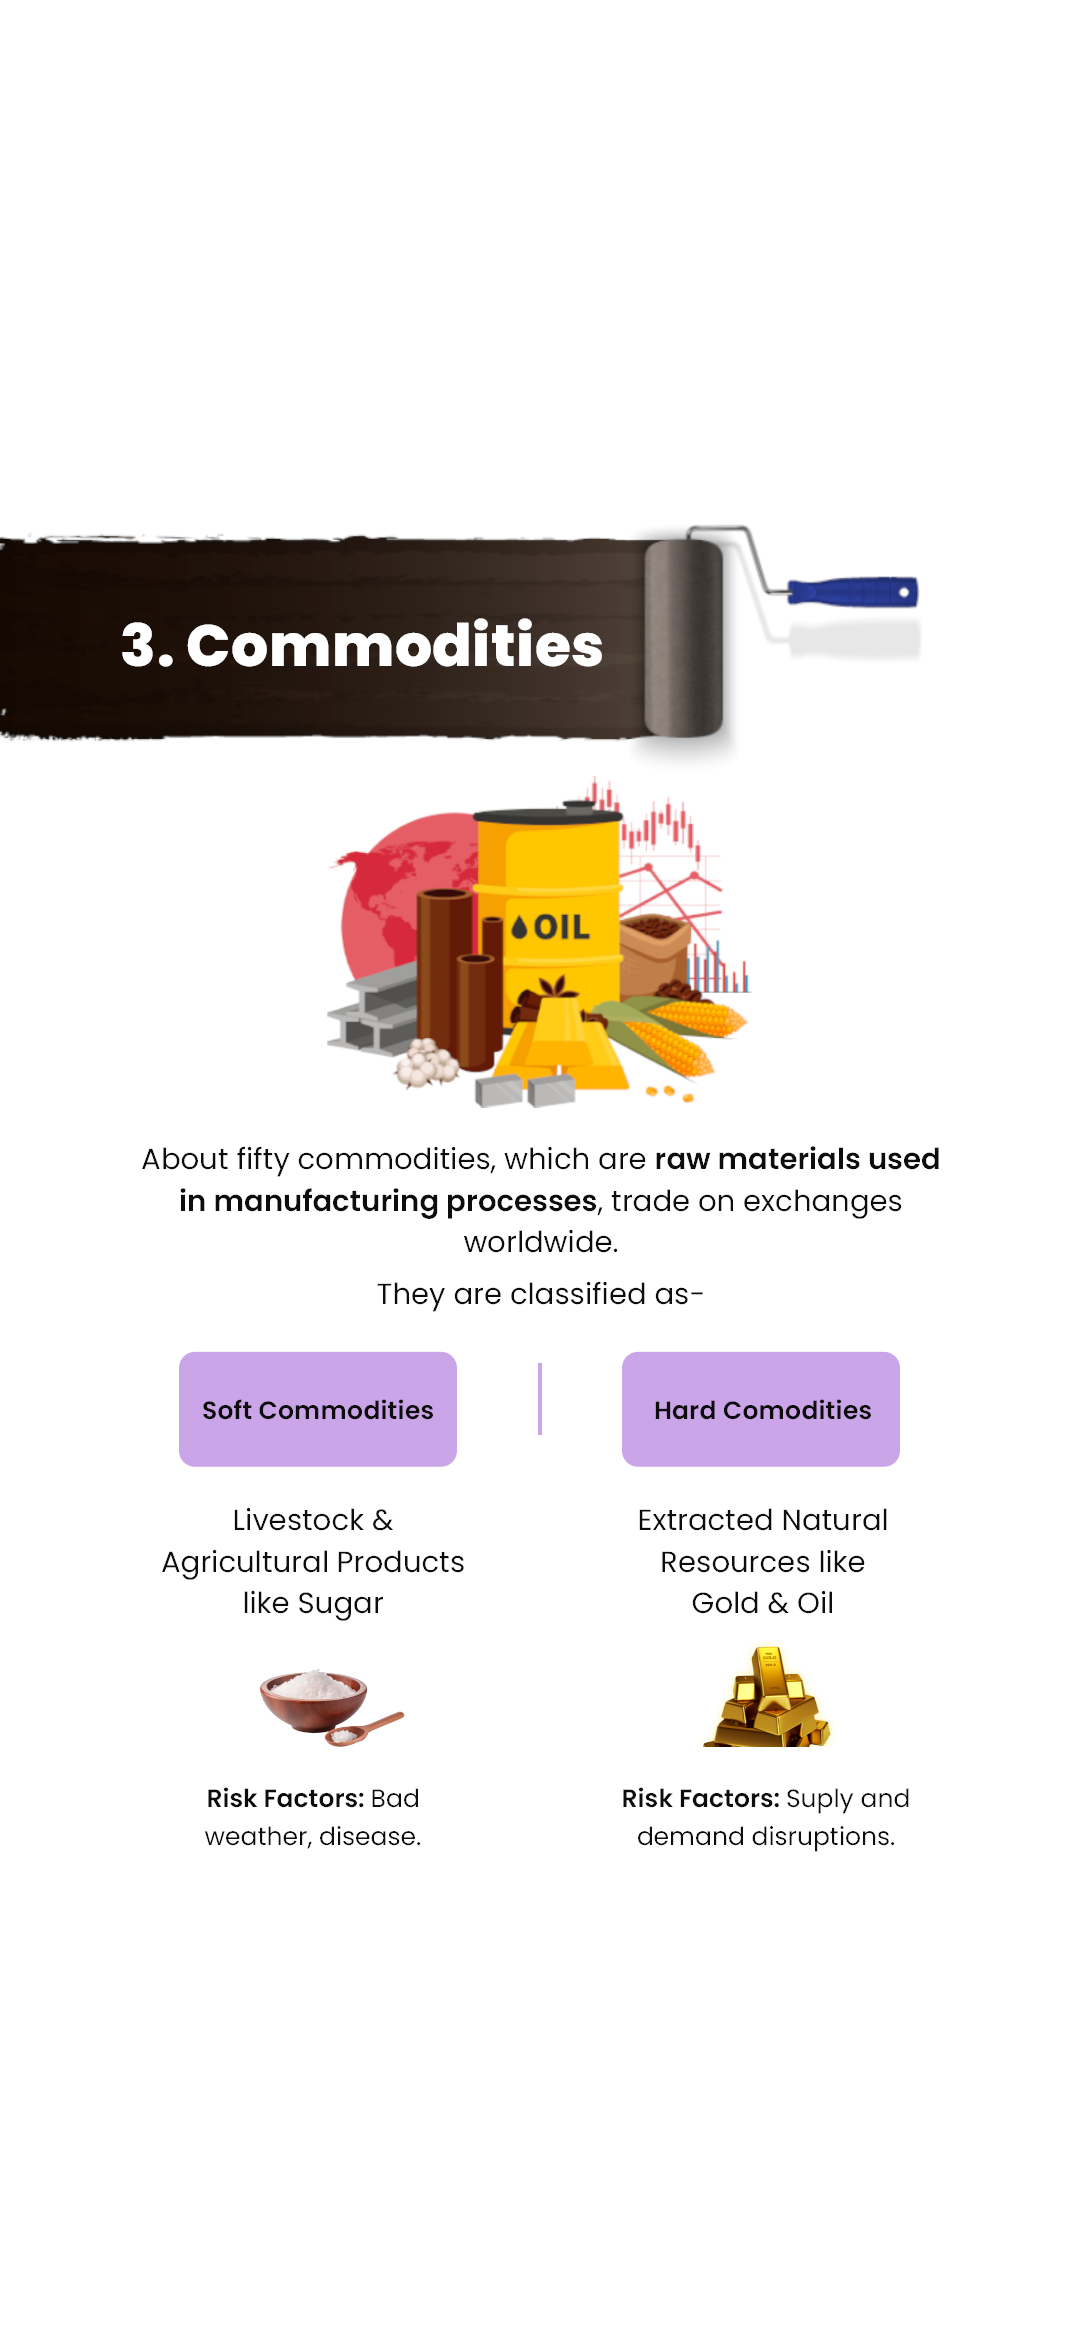 3. Commodities
OIL
About fifty commodities, which are raw materials used
in manufacturing processes, trade on exchanges
worldwide.
They are classified as-
Soft Commodities
Hard Comodities
Livestock &
Agricultural Products
like Sugar
Extracted Natural
Resources like
Gold & Oil
Risk Factors: Bad
weather, disease.
Risk Factors: Suply and
demand disruptions.